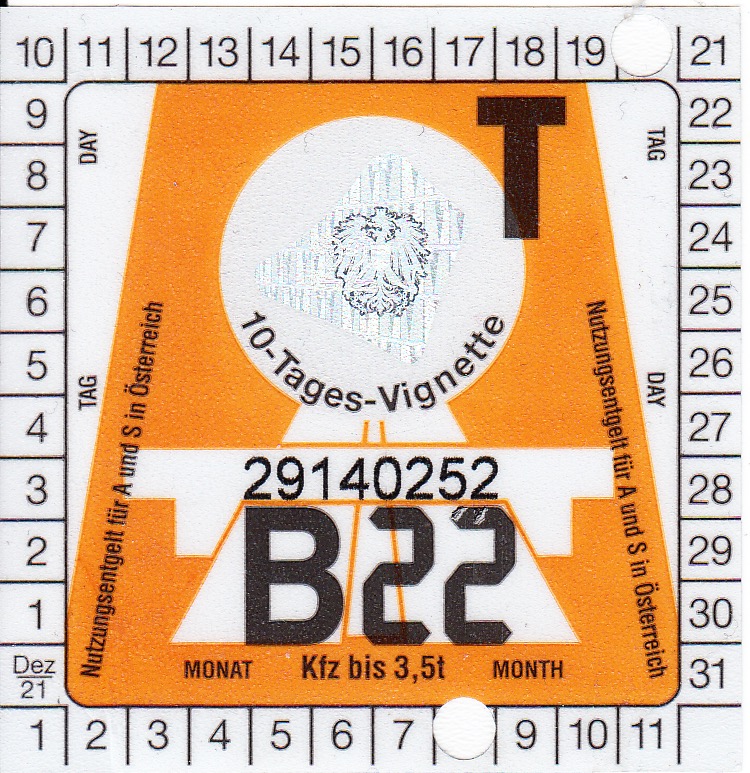 10 11 12 13 14 15 16 17 18 19 21
9 22
8 23
7 24
6 25
5 26
4 27
3 28
2 29
1 30
Dez 21 31
1 2 3 4 5 6 7 9 10 11
DAY
TAG
T
TAG
DAY
Nutzungsentgelt für A und S in Österreich
Nutzungsentgelt für A und S in Österreich
10-Tages-Vignette
29140252
B22
MONAT Kfz bis 3,5t MONTH